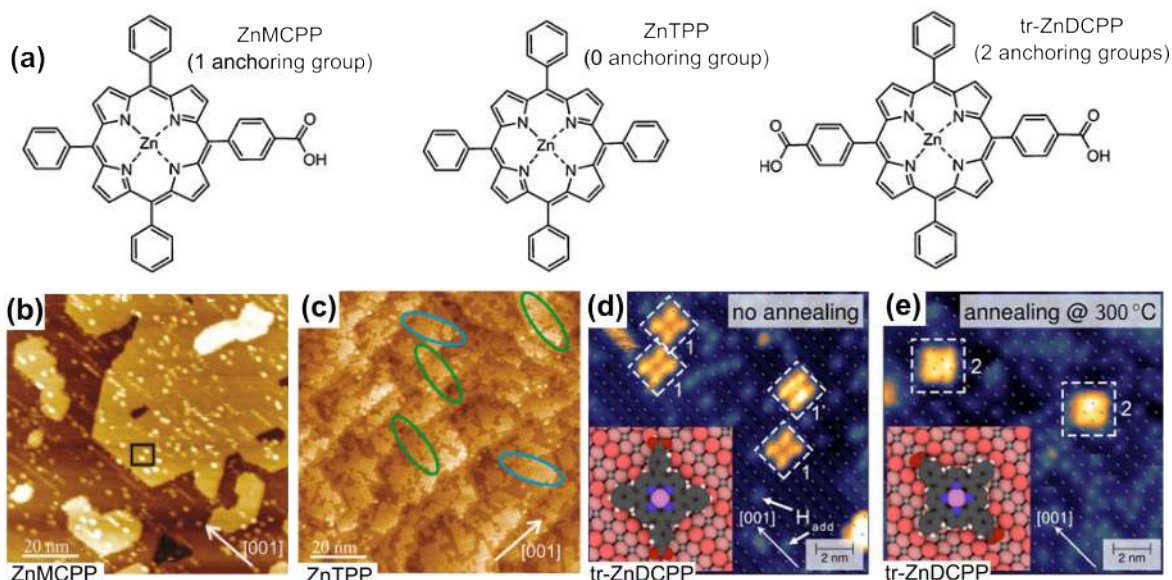 (a)
ZnMCPP
(1 anchoring group)
ZnTPP
(0 anchoring group)
tr-ZnDCPP
(2 anchoring groups)
N
N
Zn
N
N
O
OH
N
N
Zn
N
N
O
HO
N
N
Zn
N
N
O
OH
(b)
20 nm
[001]
ZnMCPP
(c)
20 nm
[001]
ZnTPP
(d)
no annealing
1
1
1'
1
H add
[001]
2 nm
tr-ZnDCPP
(e)
annealing @ 300 °C
2
2
[001]
2 nm
tr-ZnDCPP